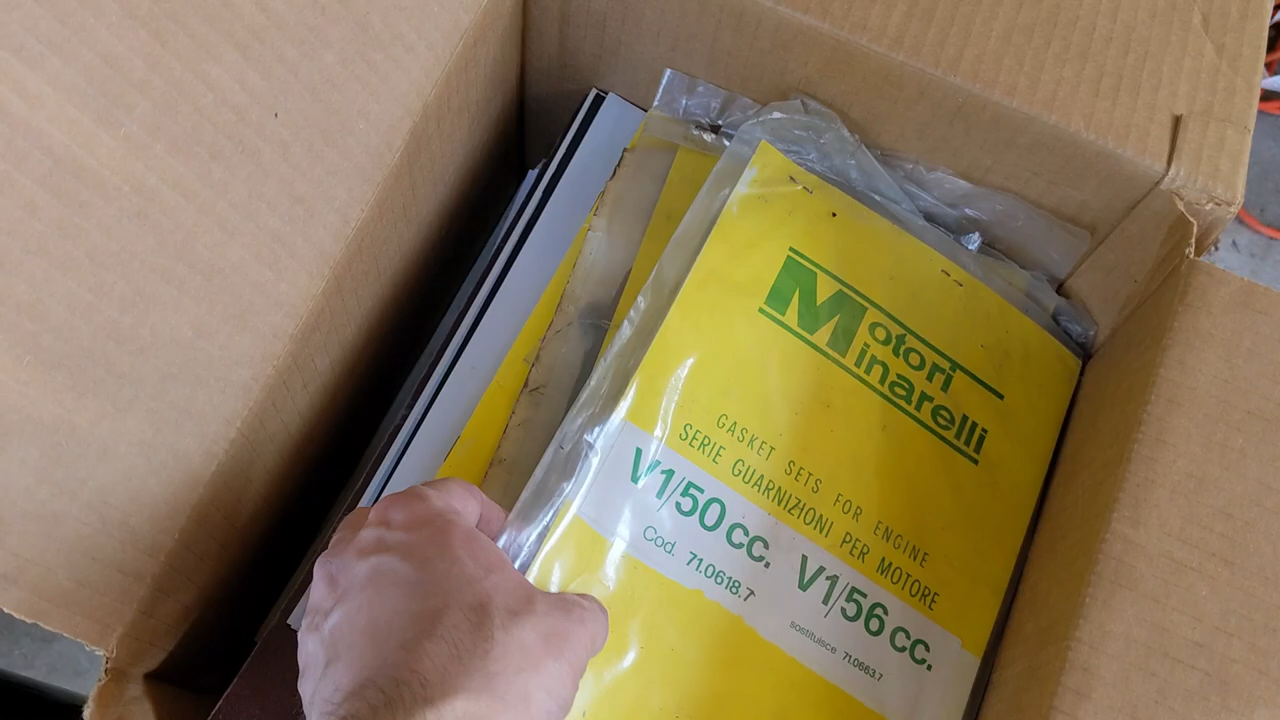 Motori
Minarelli
GASKET SETS FOR ENGINE
SERIE GUARNIZIONI PER MOTORE
V1/50 cc. V1/56 cc.
Cod. 71.0618.7 sostituisce 71.0663.7